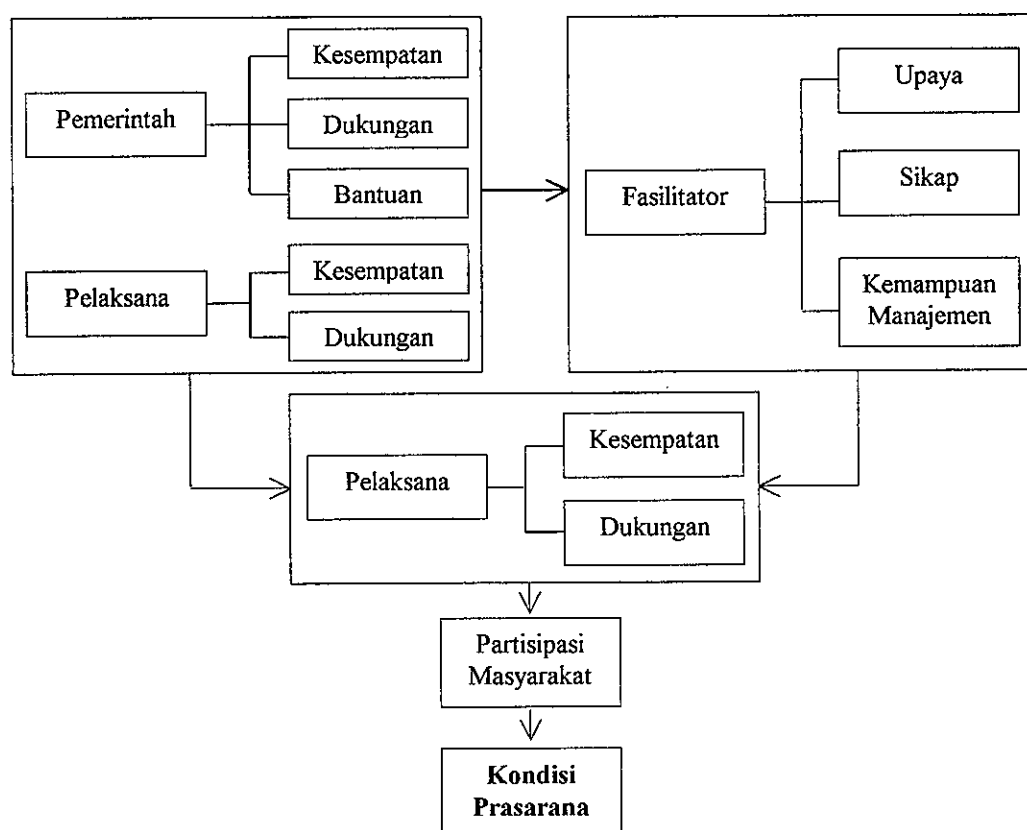 Pemerintah
Kesempatan
Dukungan
Bantuan
Pelaksana
Kesempatan
Dukungan
Fasilitator
Upaya
Sikap
Kemampuan
Manajemen
Pelaksana
Kesempatan
Dukungan
Partisipasi
Masyarakat
Kondisi
Prasarana